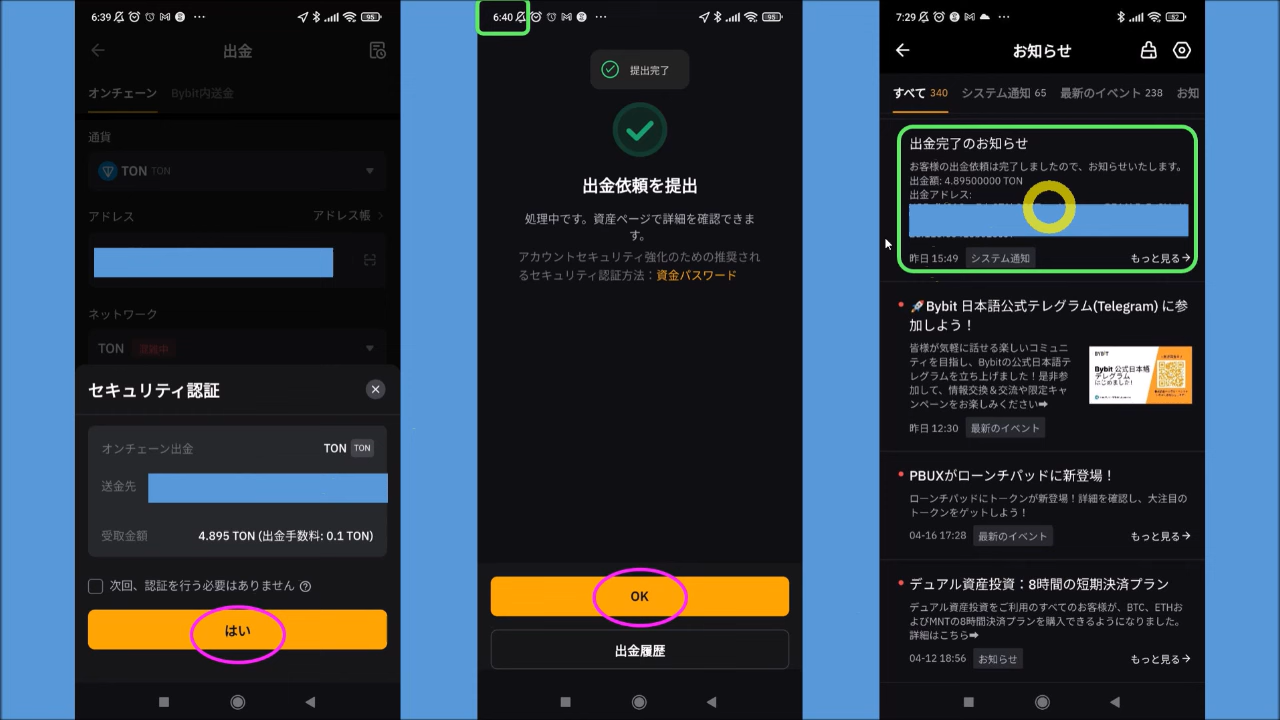 6:39
95
出金
オンチェーン Bybit内送金
通貨
TON TON
アドレス アドレス帳
ネットワーク
TON 混雑中
セキュリティ認証
オンチェーン出金 TON TON
送金先
受取金額 4.895 TON (出金手数料: 0.1 TON)
次回、認証を行う必要はありません
はい
6:40
95
提出完了
出金依頼を提出
処理中です。資産ページで詳細を確認できま
す。
アカウントセキュリティ強化のための推奨され
るセキュリティ認証方法：資金パスワード
OK
出金履歴
7:29
52
お知らせ
すべて 340 システム通知 65 最新のイベント 238 お知
出金完了のお知らせ
お客様の出金依頼は完了しましたので、お知らせいたします。
出金額: 4.89500000 TON
出金アドレス:
昨日 15:49 システム通知 もっと見る
🚀Bybit 日本語公式テレグラム(Telegram) に参
加しよう！
皆様が気軽に話せる楽しいコミュニ
ティを目指し、Bybitの公式日本語テ
レグラムを立ち上げました！是非参
加して、情報交換＆交流や限定キャ
ンペーンをお楽しみください➡
BYBIT
Bybit 公式日本語
テレグラム
はじめました!
昨日 12:30 最新のイベント
PBUXがローンチパッドに新登場！
ローンチパッドにトークンが新登場！詳細を確認し、大注目の
トークンをゲットしよう！
04-16 17:28 最新のイベント もっと見る
デュアル資産投資：8時間の短期決済プラン
デュアル資産投資をご利用のすべてのお客様が、BTC、ETHお
よびMNTの8時間決済プランを購入できるようになりました。
詳細はこちら➡
04-12 18:56 お知らせ もっと見る